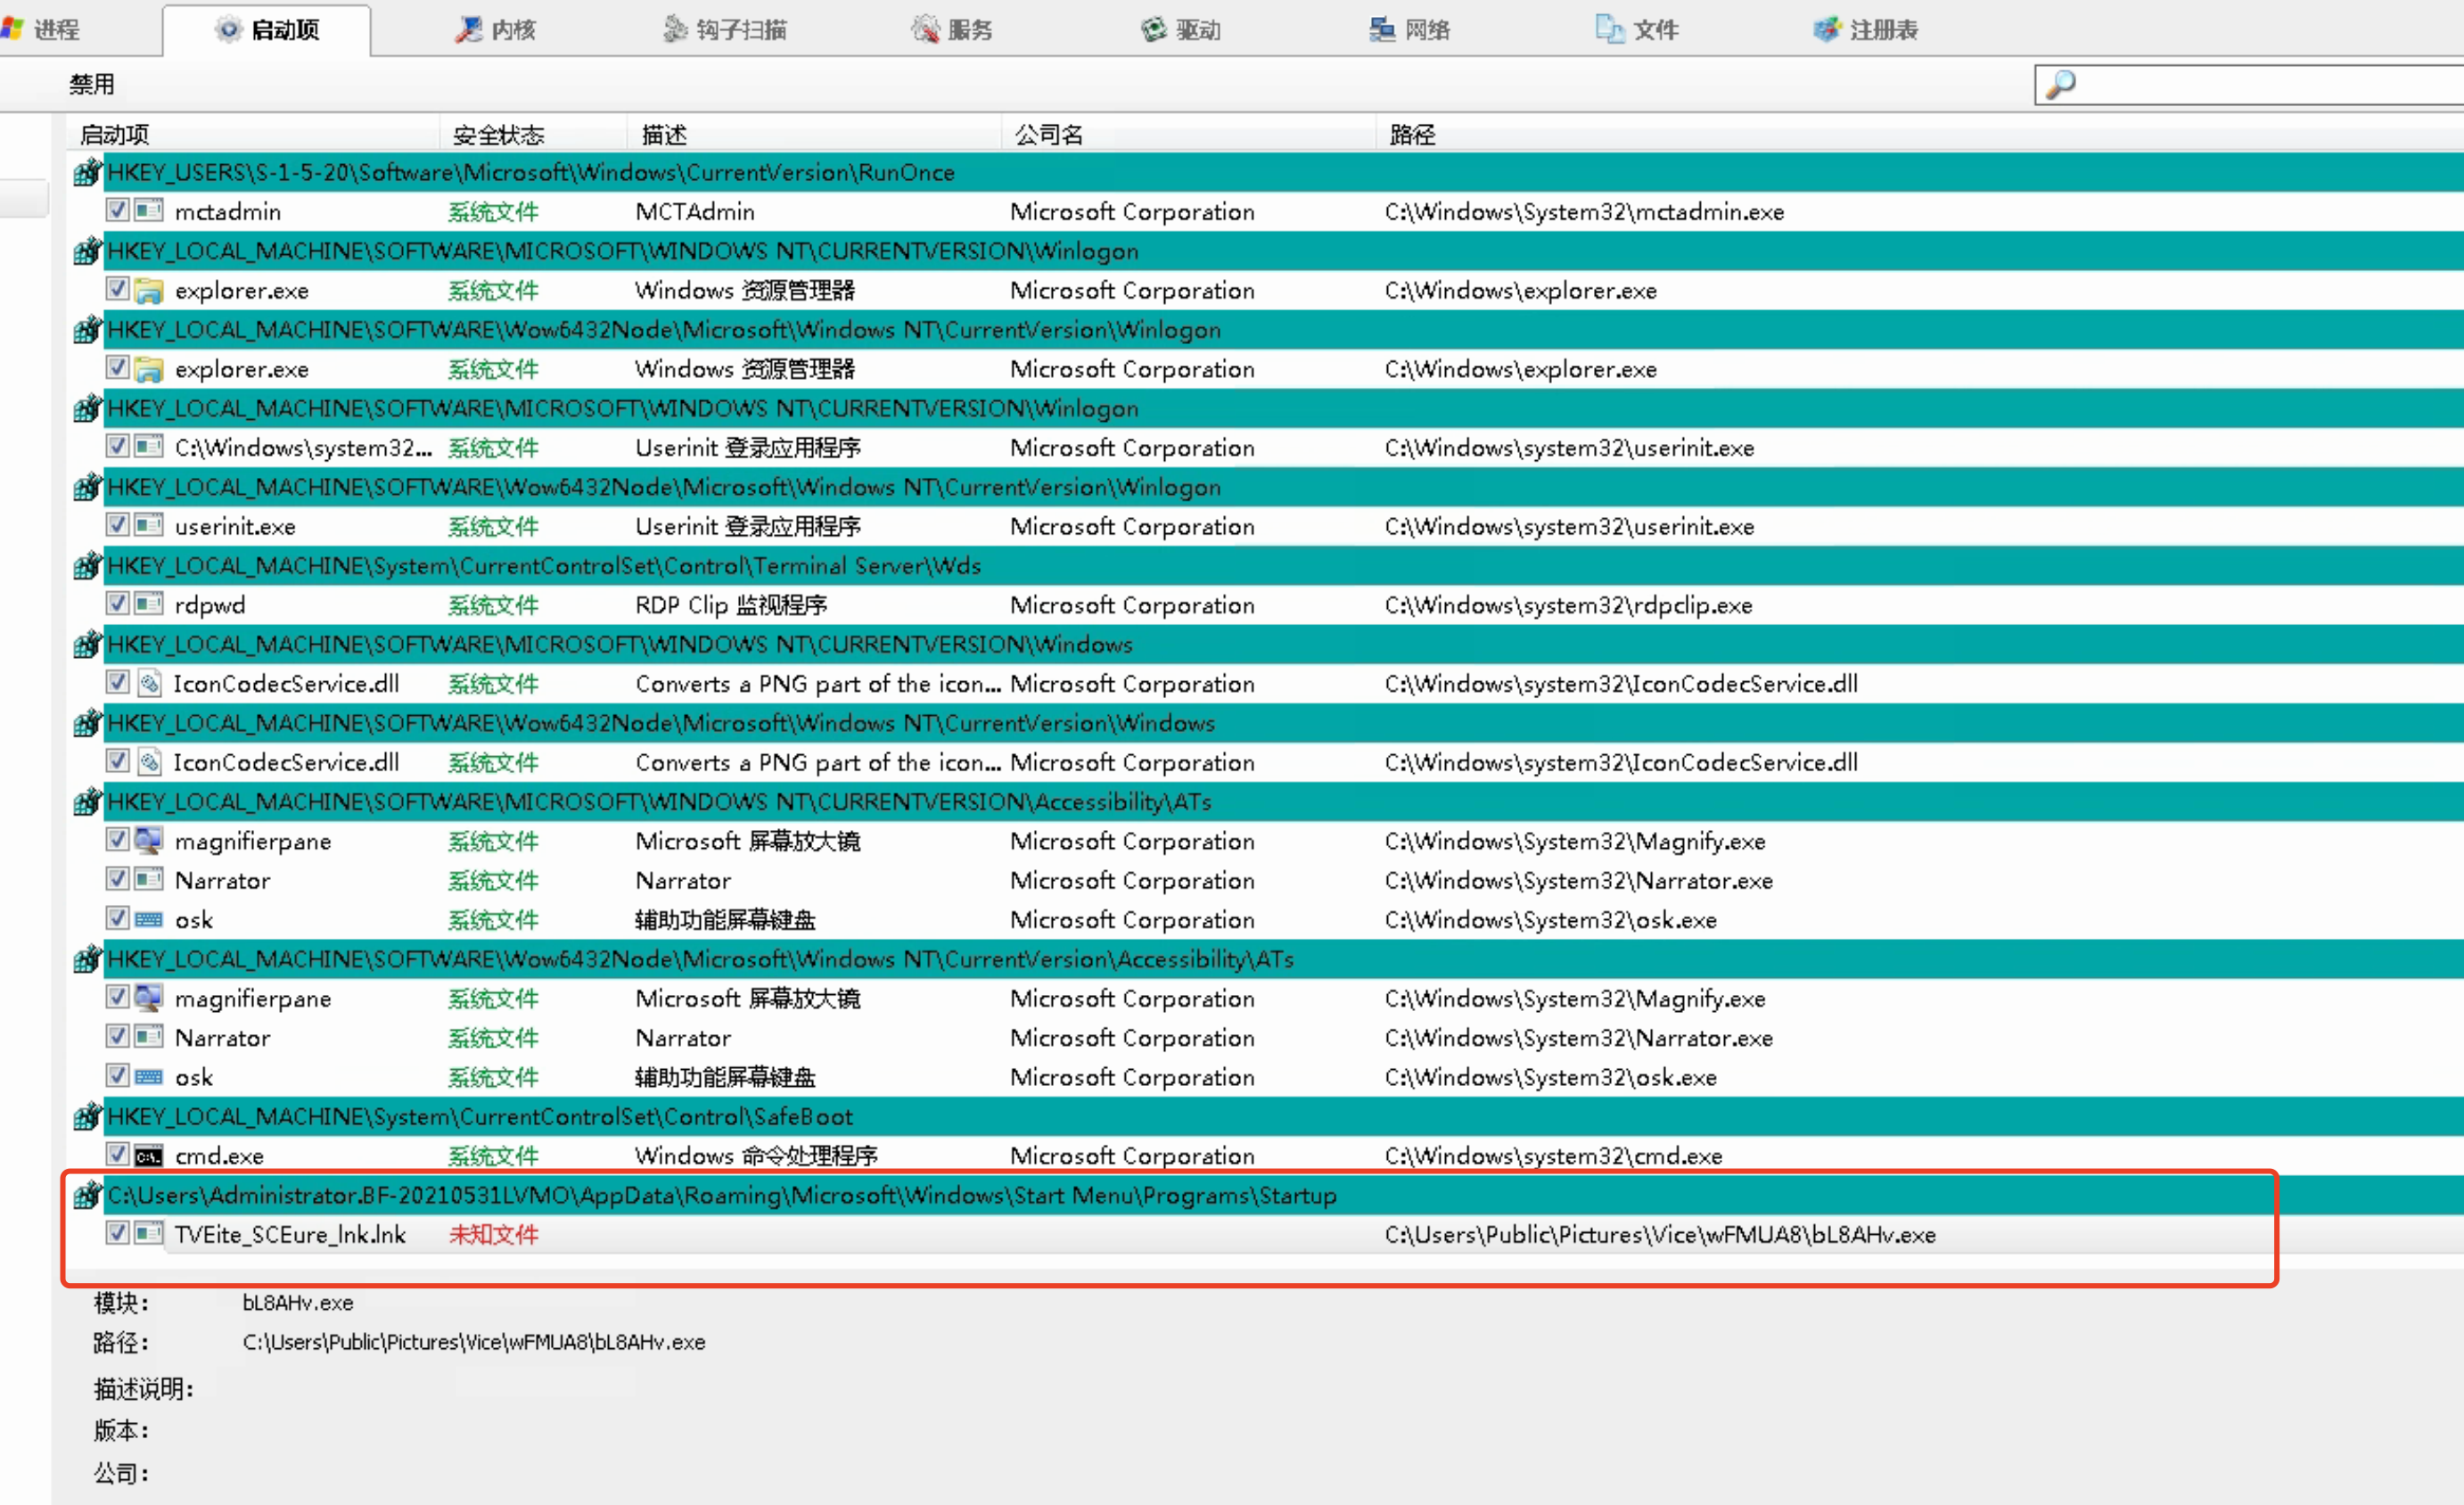 进程 启动项 内核 钩子扫描 服务 驱动 网络 文件 注册表
禁用
启动项 安全状态 描述 公司名 路径
HKEY_USERS\S-1-5-20\Software\Microsoft\Windows\CurrentVersion\RunOnce
mctadmin 系统文件 MCTAdmin Microsoft Corporation C:\Windows\System32\mctadmin.exe
HKEY_LOCAL_MACHINE\SOFTWARE\MICROSOFT\WINDOWS NT\CURRENTVERSION\Winlogon
explorer.exe 系统文件 Windows 资源管理器 Microsoft Corporation C:\Windows\explorer.exe
HKEY_LOCAL_MACHINE\SOFTWARE\Wow6432Node\Microsoft\Windows NT\CurrentVersion\Winlogon
explorer.exe 系统文件 Windows 资源管理器 Microsoft Corporation C:\Windows\explorer.exe
HKEY_LOCAL_MACHINE\SOFTWARE\MICROSOFT\WINDOWS NT\CURRENTVERSION\Winlogon
C:\Windows\system32... 系统文件 Userinit 登录应用程序 Microsoft Corporation C:\Windows\system32\userinit.exe
HKEY_LOCAL_MACHINE\SOFTWARE\Wow6432Node\Microsoft\Windows NT\CurrentVersion\Winlogon
userinit.exe 系统文件 Userinit 登录应用程序 Microsoft Corporation C:\Windows\system32\userinit.exe
HKEY_LOCAL_MACHINE\System\CurrentControlSet\Control\Terminal Server\Wds
rdpwd 系统文件 RDP Clip 监视程序 Microsoft Corporation C:\Windows\system32\rdpclip.exe
HKEY_LOCAL_MACHINE\SOFTWARE\MICROSOFT\WINDOWS NT\CURRENTVERSION\Windows
IconCodecService.dll 系统文件 Converts a PNG part of the icon... Microsoft Corporation C:\Windows\system32\IconCodecService.dll
HKEY_LOCAL_MACHINE\SOFTWARE\Wow6432Node\Microsoft\Windows NT\CurrentVersion\Windows
IconCodecService.dll 系统文件 Converts a PNG part of the icon... Microsoft Corporation C:\Windows\system32\IconCodecService.dll
HKEY_LOCAL_MACHINE\SOFTWARE\MICROSOFT\WINDOWS NT\CURRENTVERSION\Accessibility\ATs
magnifierpane 系统文件 Microsoft 屏幕放大镜 Microsoft Corporation C:\Windows\System32\Magnify.exe
Narrator 系统文件 Narrator Microsoft Corporation C:\Windows\System32\Narrator.exe
osk 系统文件 辅助功能屏幕键盘 Microsoft Corporation C:\Windows\System32\osk.exe
HKEY_LOCAL_MACHINE\SOFTWARE\Wow6432Node\Microsoft\Windows NT\CurrentVersion\Accessibility\ATs
magnifierpane 系统文件 Microsoft 屏幕放大镜 Microsoft Corporation C:\Windows\System32\Magnify.exe
Narrator 系统文件 Narrator Microsoft Corporation C:\Windows\System32\Narrator.exe
osk 系统文件 辅助功能屏幕键盘 Microsoft Corporation C:\Windows\System32\osk.exe
HKEY_LOCAL_MACHINE\System\CurrentControlSet\Control\SafeBoot
cmd.exe 系统文件 Windows 命令处理程序 Microsoft Corporation C:\Windows\system32\cmd.exe
C:\Users\Administrator.BF-20210531LVMO\AppData\Roaming\Microsoft\Windows\Start Menu\Programs\Startup
TVEite_SCEure_lnk.lnk 未知文件 C:\Users\Public\Pictures\Vice\wFMUA8\bL8AHv.exe
模块: bL8AHv.exe
路径: C:\Users\Public\Pictures\Vice\wFMUA8\bL8AHv.exe
描述说明:
版本:
公司: